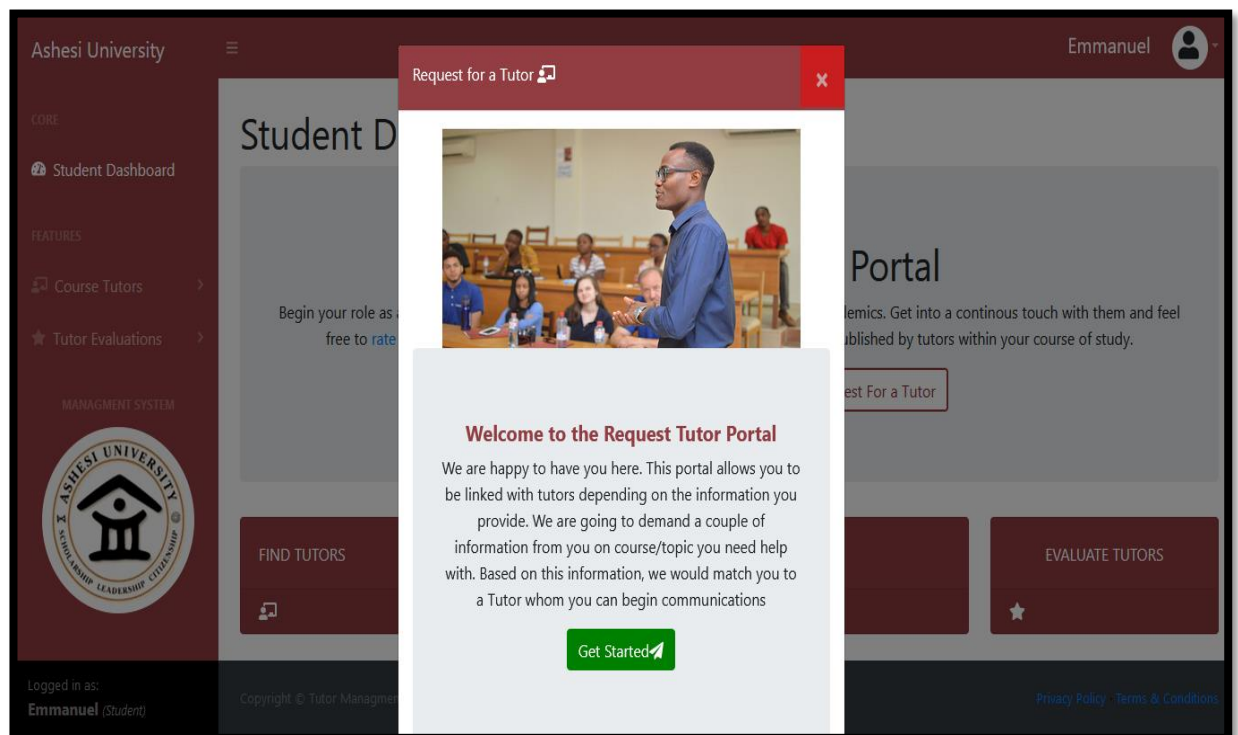 Ashesi University
Emmanuel
CORE
Student Dashboard
FEATURES
Course Tutors
Tutor Evaluations
MANAGMENT SYSTEM
ASHESI UNIVERSITY
SCHOLARSHIP LEADERSHIP CITIZENSHIP
Logged in as:
Emmanuel (Student)
Student D
Portal
Begin your role as
demics. Get into a continous touch with them and feel
free to rate
ublished by tutors within your course of study.
est For a Tutor
FIND TUTORS
EVALUATE TUTORS
Copyright © Tutor Managmen
Privacy Policy · Terms & Conditions
Request for a Tutor
×
Welcome to the Request Tutor Portal
We are happy to have you here. This portal allows you to
be linked with tutors depending on the information you
provide. We are going to demand a couple of
information from you on course/topic you need help
with. Based on this information, we would match you to
a Tutor whom you can begin communications
Get Started